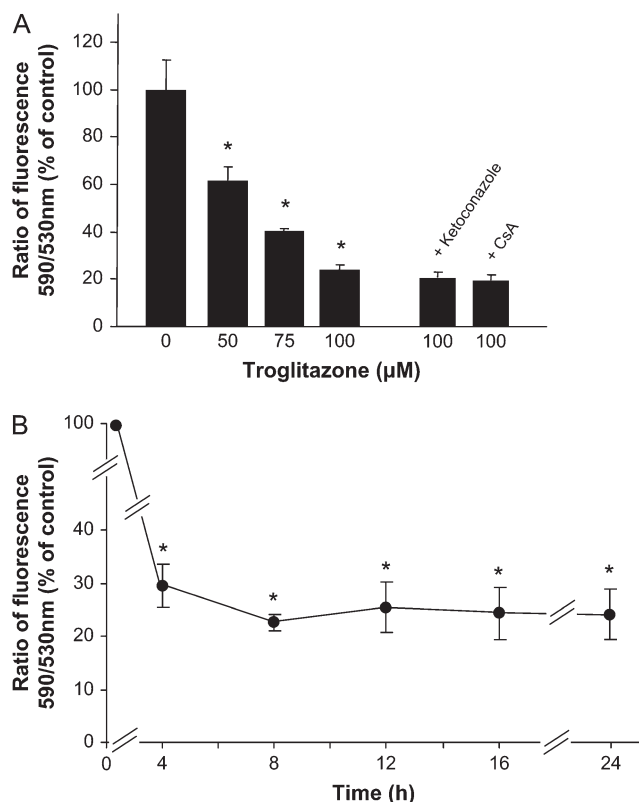 A
Ratio of fluorescence
590/530nm (% of control)
120
100
80
60
40
20
0
*
*
*
+ Ketoconazole
+ CsA
0 50 75 100 100 100
Troglitazone (µM)
B
Ratio of fluorescence
590/530nm (% of control)
100
40
30
20
10
0
*
*
*
*
*
0 4 8 12 16 24
Time (h)